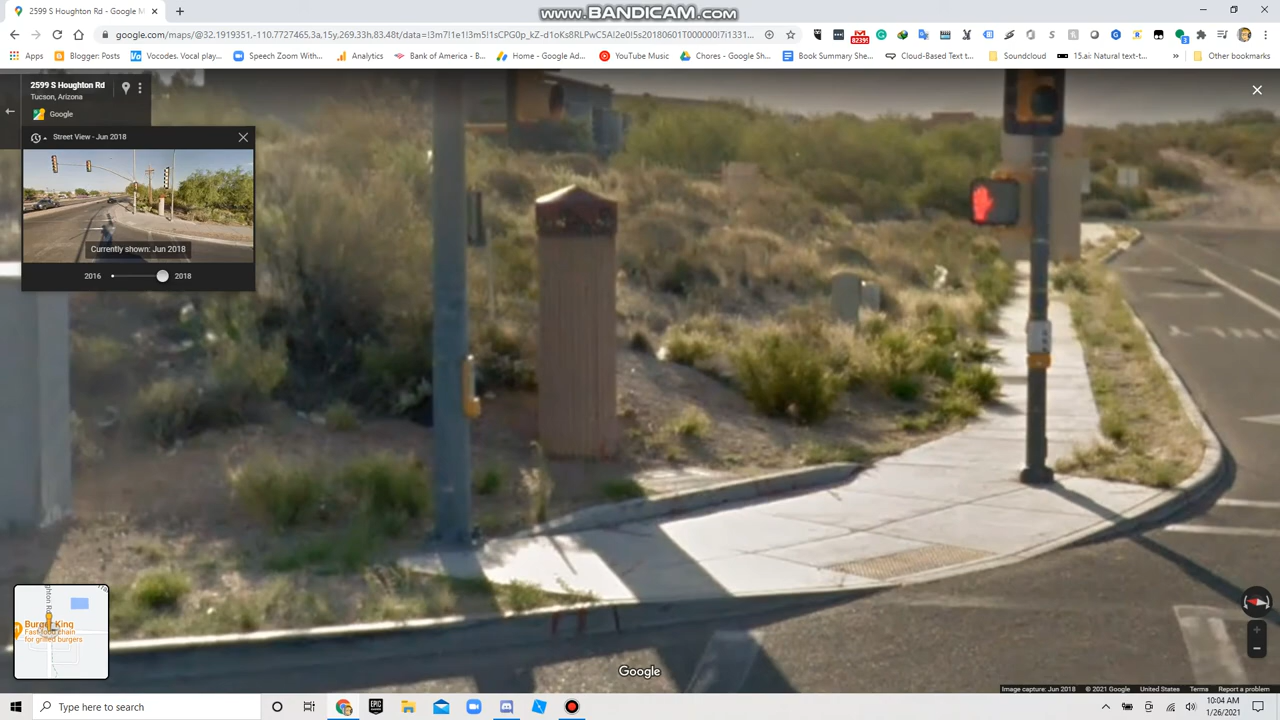 www.BANDICAM.com
2599 S Houghton Rd - Google M
google.com/maps/@32.1919351,-110.7727465,3a,15y,269.33h,83.48t/data=!3m7!1e1!3m5!1sCPG0p_kZ-d1oKs8RLPwC5A!2e0!5s20180601T000000!7i1331...
82395
Apps
Blogger: Posts
Vocodes. Vocal play...
Speech Zoom With...
Analytics
Bank of America - B...
Home - Google Ad...
YouTube Music
Chores - Google Sh...
Book Summary Shee...
Cloud-Based Text t...
Soundcloud
15.ai: Natural text-t...
Other bookmarks
2599 S Houghton Rd
Tucson, Arizona
Google
Street View - Jun 2018
Currently shown: Jun 2018
2016
2018
Burger King
Fast-food chain
for grilled burgers
Google
Image capture: Jun 2018
© 2021 Google
United States
Terms
Report a problem
Type here to search
EPIC
10:04 AM
1/26/2021